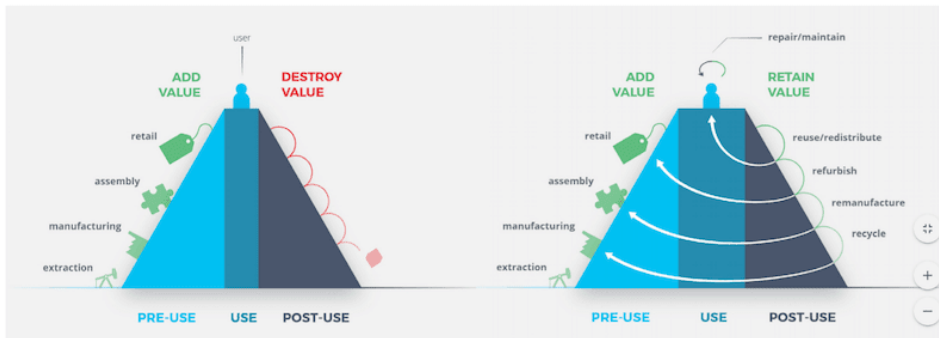 user
ADD
VALUE
DESTROY
VALUE
retail
assembly
manufacturing
extraction
PRE-USE
USE
POST-USE
repair/maintain
ADD
VALUE
RETAIN
VALUE
retail
reuse/redistribute
refurbish
assembly
remanufacture
manufacturing
recycle
extraction
PRE-USE
USE
POST-USE